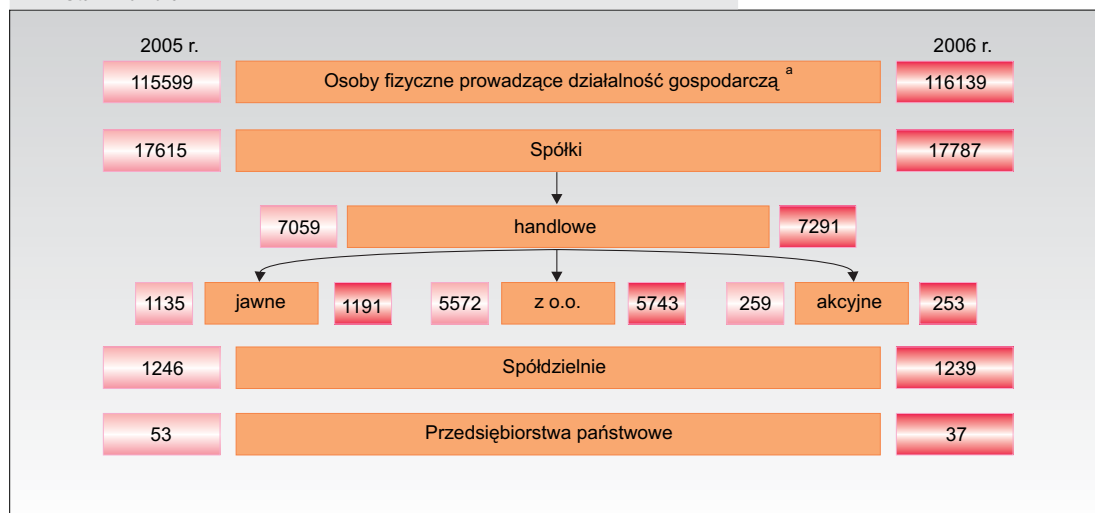 2005 r. 2006 r.
115599 Osoby fizyczne prowadzące działalność gospodarczą a 116139
17615 Spółki 17787
7059 handlowe 7291
1135 jawne 1191 5572 z o.o. 5743 259 akcyjne 253
1246 Spółdzielnie 1239
53 Przedsiębiorstwa państwowe 37